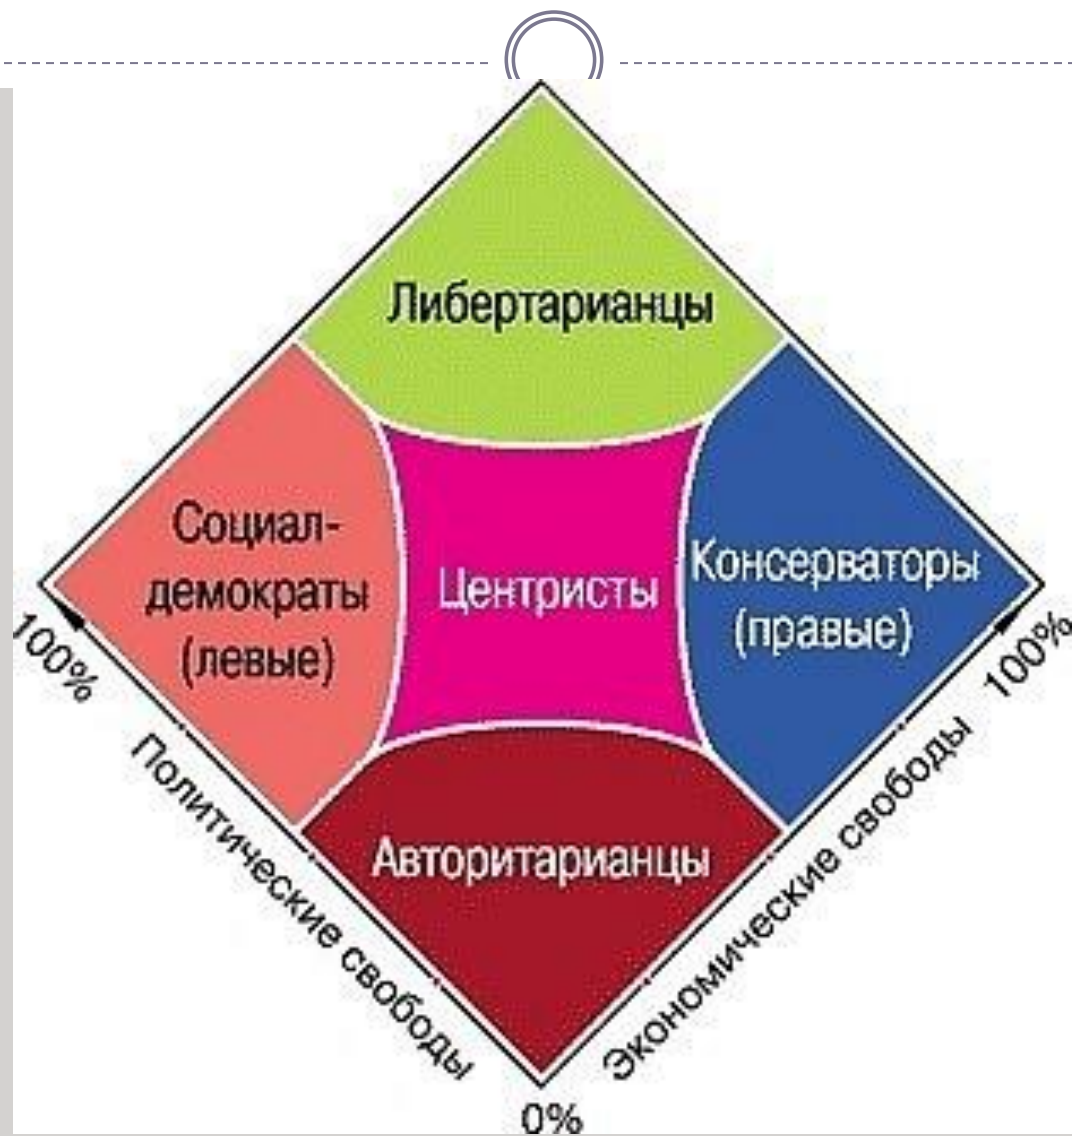 Либертарианцы
Социал-
демократы
(левые)
Центристы
Консерваторы
(правые)
Авторитарианцы
100%
Политические свободы
0%
Экономические свободы
100%